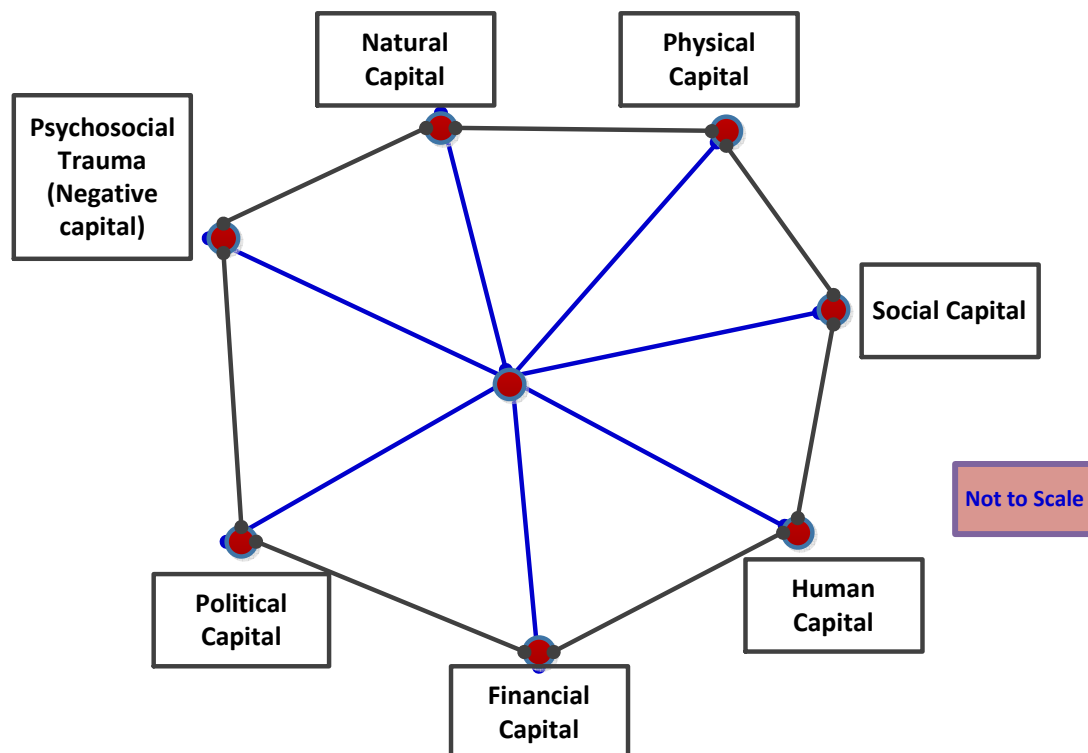 Natural
Capital
Physical
Capital
Psychosocial
Trauma
(Negative
capital)
Social Capital
Not to Scale
Political
Capital
Human
Capital
Financial
Capital